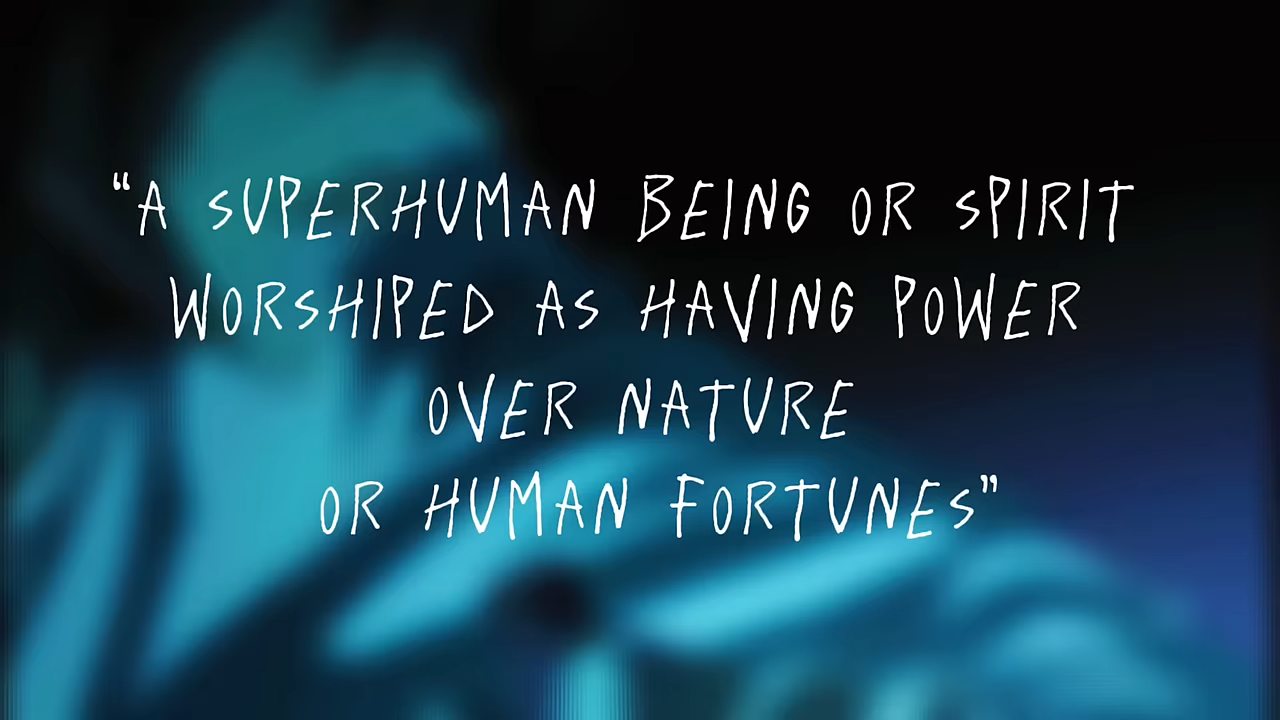 “A SUPERHUMAN BEING OR SPIRIT
WORSHIPED AS HAVING POWER
OVER NATURE
OR HUMAN FORTUNES”